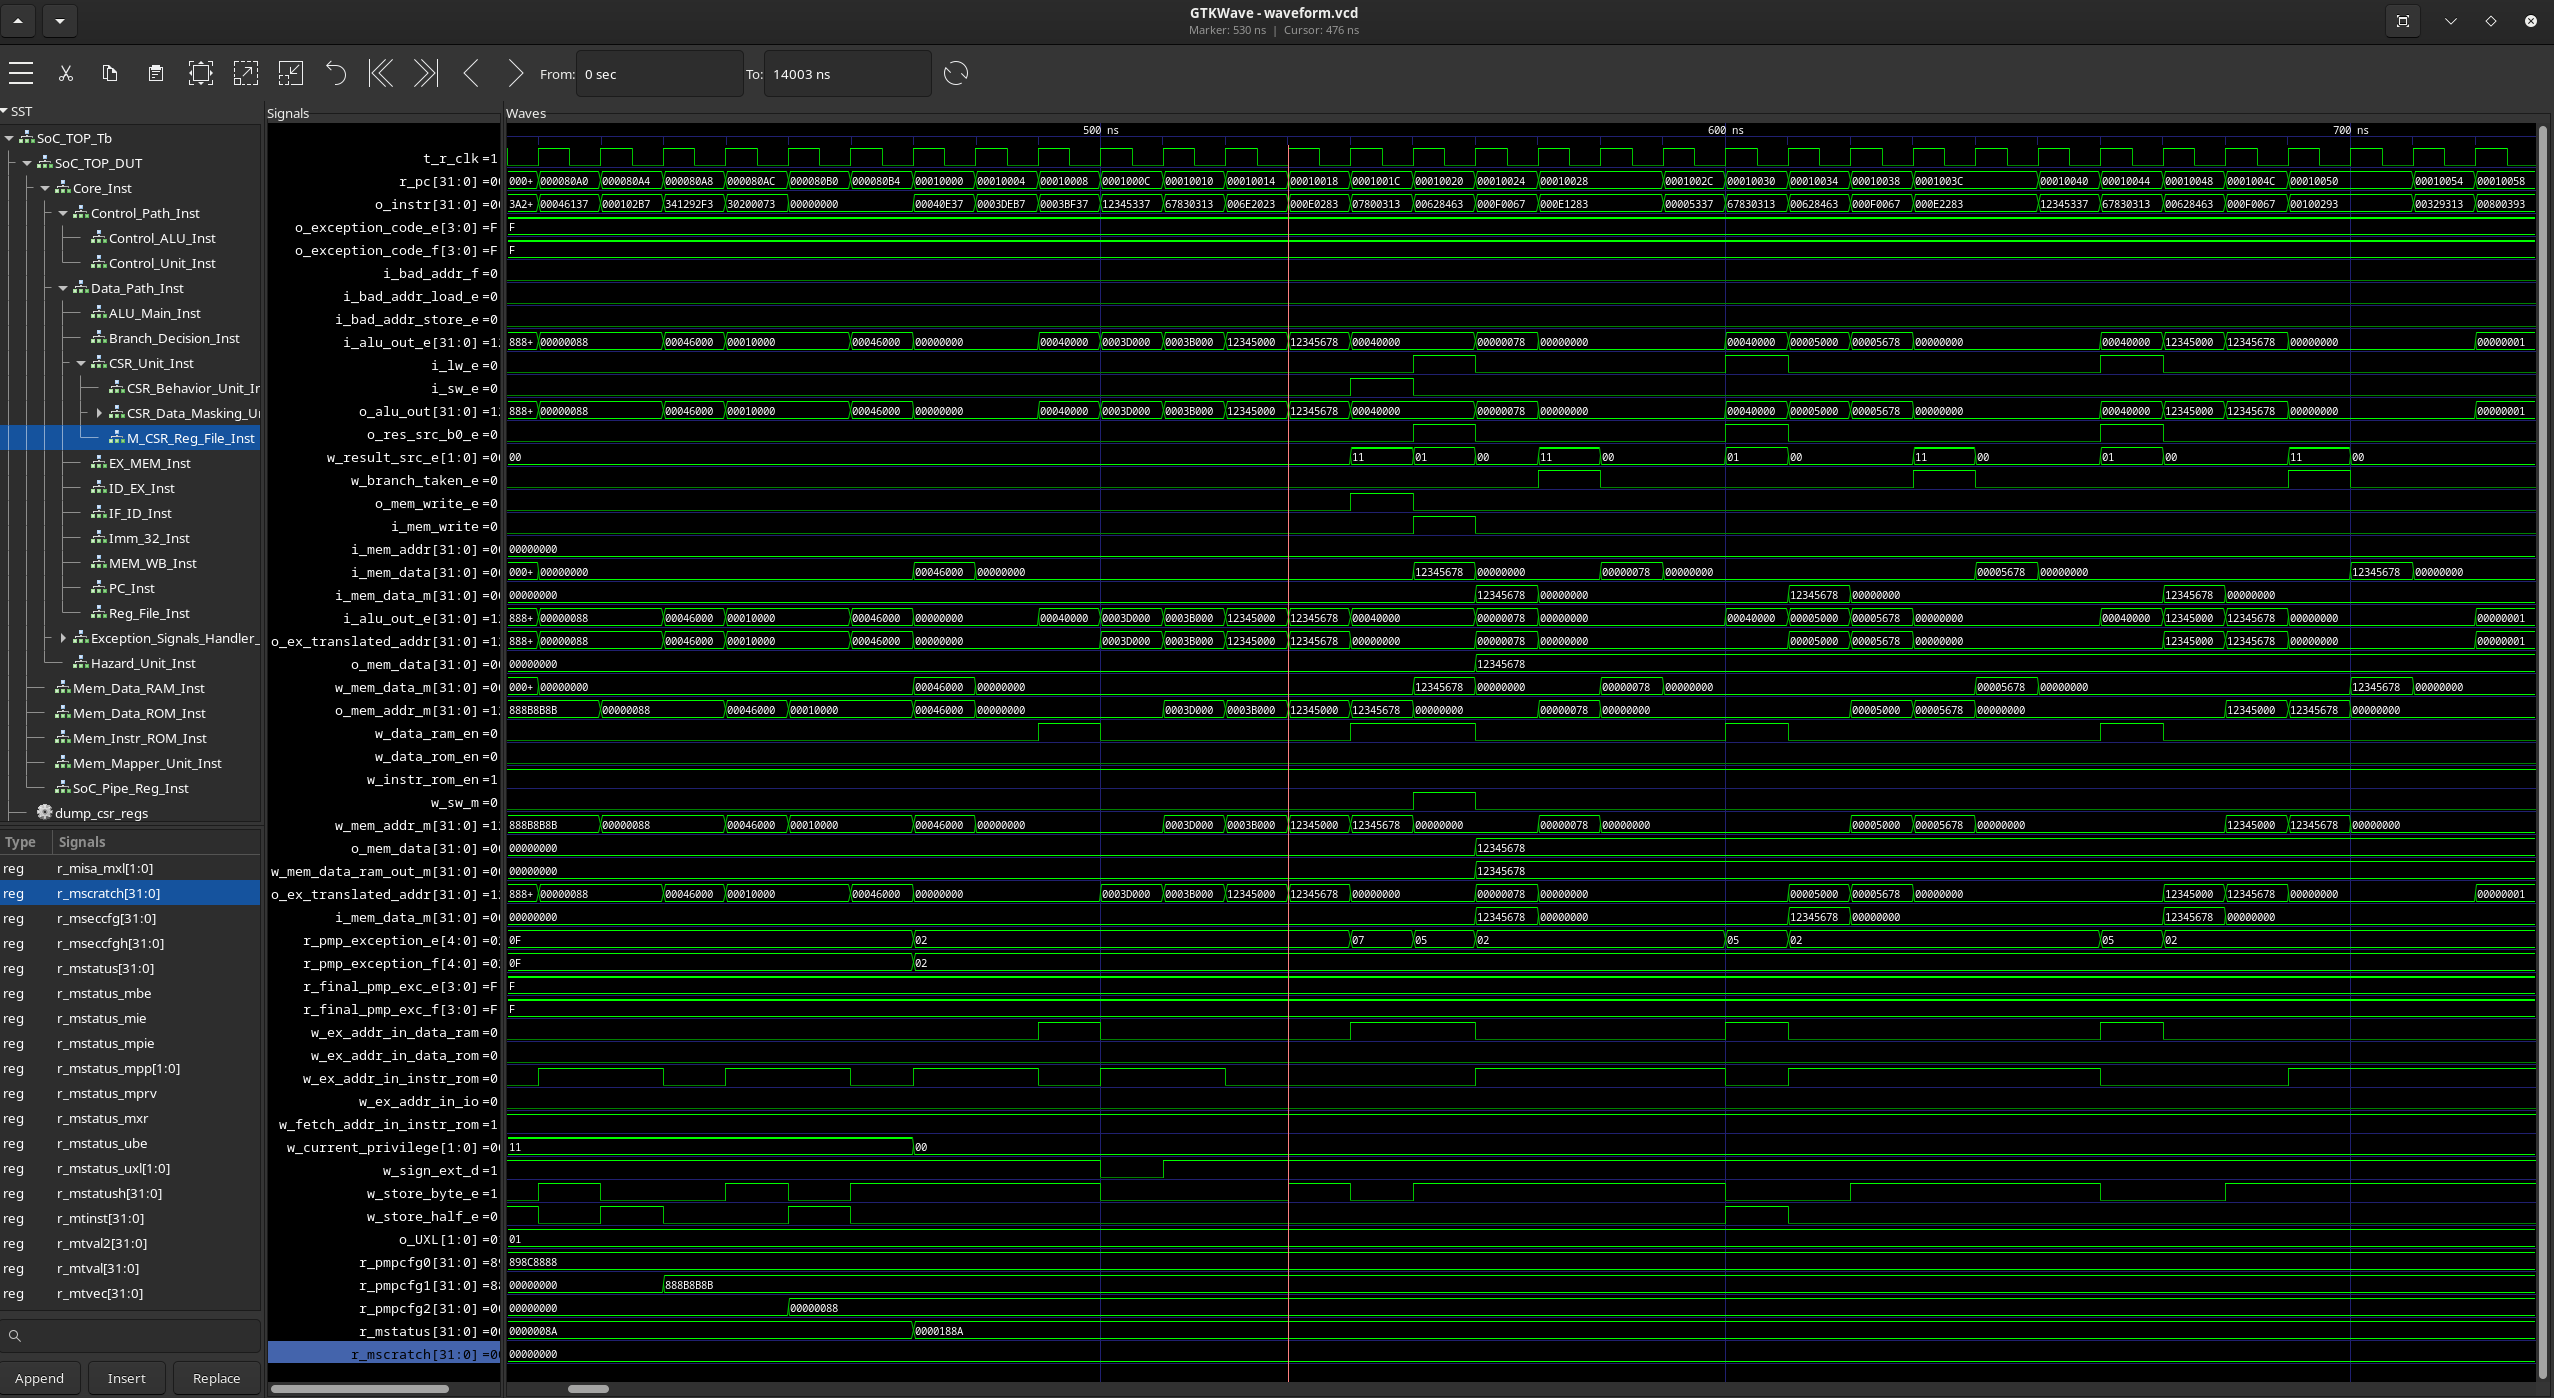 GTKWave - waveform.vcd
Marker: 530 ns | Cursor: 476 ns
From: 0 sec To: 14003 ns
SST
SoC_TOP_Tb
SoC_TOP_DUT
Core_Inst
Control_Path_Inst
Control_ALU_Inst
Control_Unit_Inst
Data_Path_Inst
ALU_Main_Inst
Branch_Decision_Inst
CSR_Unit_Inst
CSR_Behavior_Unit_Ir
CSR_Data_Masking_U
M_CSR_Reg_File_Inst
EX_MEM_Inst
ID_EX_Inst
IF_ID_Inst
Imm_32_Inst
MEM_WB_Inst
PC_Inst
Reg_File_Inst
Exception_Signals_Handler_
Hazard_Unit_Inst
Mem_Data_RAM_Inst
Mem_Data_ROM_Inst
Mem_Instr_ROM_Inst
Mem_Mapper_Unit_Inst
SoC_Pipe_Reg_Inst
dump_csr_regs
Type Signals
reg r_misa_mxl[1:0]
reg r_mscratch[31:0]
reg r_mseccfg[31:0]
reg r_mseccfgh[31:0]
reg r_mstatus[31:0]
reg r_mstatus_mbe
reg r_mstatus_mie
reg r_mstatus_mpie
reg r_mstatus_mpp[1:0]
reg r_mstatus_mprv
reg r_mstatus_mxr
reg r_mstatus_ube
reg r_mstatus_uxl[1:0]
reg r_mstatush[31:0]
reg r_mtinst[31:0]
reg r_mtval2[31:0]
reg r_mtval[31:0]
reg r_mtvec[31:0]
Append Insert Replace
Signals
Waves
500 ns 600 ns 700 ns
t_r_clk =1
r_pc[31:0] =0 000+ 000080A0 000080A4 000080A8 000080AC 000080B0 000080B4 00010000 00010004 00010008 0001000C 00010010 00010014 00010018 0001001C 00010020 00010024 00010028 0001002C 00010030 00010034 00010038 0001003C 00010040 00010044 00010048 0001004C 00010050 00010054 00010058
o_instr[31:0] =0 3A2+ 00046137 000102B7 341292F3 30200073 00000000 00040E37 0003DEB7 0003BF37 12345337 67830313 006E2023 000E0283 07800313 00628463 000F0067 000E1283 00005337 67830313 00628463 000F0067 000E2283 12345337 67830313 00628463 000F0067 00100293 00329313 00800393
o_exception_code_e[3:0] =F F
o_exception_code_f[3:0] =F F
i_bad_addr_f =0
i_bad_addr_load_e =0
i_bad_addr_store_e =0
i_alu_out_e[31:0] =1 888+ 00000088 00046000 00010000 00046000 00000000 00040000 0003D000 0003B000 12345000 12345678 00040000 00000078 00000000 00040000 00005000 00005678 00000000 00040000 12345000 12345678 00000000 00000001
i_lw_e =0
i_sw_e =0
o_alu_out[31:0] =1 888+ 00000088 00046000 00010000 00046000 00000000 00040000 0003D000 0003B000 12345000 12345678 00040000 00000078 00000000 00040000 00005000 00005678 00000000 00040000 12345000 12345678 00000000 00000001
o_res_src_b0_e =0
w_result_src_e[1:0] =0 00 11 01 00 11 00 01 00 11 00 01 00 11 00
w_branch_taken_e =0
o_mem_write_e =0
i_mem_write =0
i_mem_addr[31:0] =0 00000000
i_mem_data[31:0] =0 000+ 00000000 00046000 00000000 12345678 00000000 00000078 00000000 00005678 00000000 12345678 00000000
i_mem_data_m[31:0] =0 00000000 12345678 00000000 12345678 00000000 12345678 00000000
i_alu_out_e[31:0] =1 888+ 00000088 00046000 00010000 00046000 00000000 00040000 0003D000 0003B000 12345000 12345678 00040000 00000078 00000000 00040000 00005000 00005678 00000000 00040000 12345000 12345678 00000000 00000001
o_ex_translated_addr[31:0] =1 888+ 00000088 00046000 00010000 00046000 00000000 0003D000 0003B000 12345000 12345678 00000000 00000078 00000000 00005000 00005678 00000000 12345000 12345678 00000000 00000001
o_mem_data[31:0] =0 00000000 12345678
w_mem_data_m[31:0] =0 000+ 00000000 00046000 00000000 12345678 00000000 00000078 00000000 00005678 00000000 12345678 00000000
o_mem_addr_m[31:0] =1 888B8B8B 00000088 00046000 00010000 00046000 00000000 0003D000 0003B000 12345000 12345678 00000000 00000078 00000000 00005000 00005678 00000000 12345000 12345678 00000000
w_data_ram_en =0
w_data_rom_en =0
w_instr_rom_en =1
w_sw_m =0
w_mem_addr_m[31:0] =1 888B8B8B 00000088 00046000 00010000 00046000 00000000 0003D000 0003B000 12345000 12345678 00000000 00000078 00000000 00005000 00005678 00000000 12345000 12345678 00000000
o_mem_data[31:0] =0 00000000 12345678
w_mem_data_ram_out_m[31:0] =0 00000000 12345678
o_ex_translated_addr[31:0] =1 888+ 00000088 00046000 00010000 00046000 00000000 0003D000 0003B000 12345000 12345678 00000000 00000078 00000000 00005000 00005678 00000000 12345000 12345678 00000000 00000001
i_mem_data_m[31:0] =0 00000000 12345678 00000000 12345678 00000000 12345678 00000000
r_pmp_exception_e[4:0] =0 0F 02 07 05 02 05 02 05 02
r_pmp_exception_f[4:0] =0 0F 02
r_final_pmp_exc_e[3:0] =F F
r_final_pmp_exc_f[3:0] =F F
w_ex_addr_in_data_ram =0
w_ex_addr_in_data_rom =0
w_ex_addr_in_instr_rom =0
w_ex_addr_in_io =0
w_fetch_addr_in_instr_rom =1
w_current_privilege[1:0] =0 11 00
w_sign_ext_d =1
w_store_byte_e =1
w_store_half_e =0
o_UXL[1:0] =0 01
r_pmpcfg0[31:0] =8 898C8888
r_pmpcfg1[31:0] =8 00000000 888B8B8B
r_pmpcfg2[31:0] =0 00000000 00000088
r_mstatus[31:0] =0 0000008A 0000188A
r_mscratch[31:0] =0 00000000